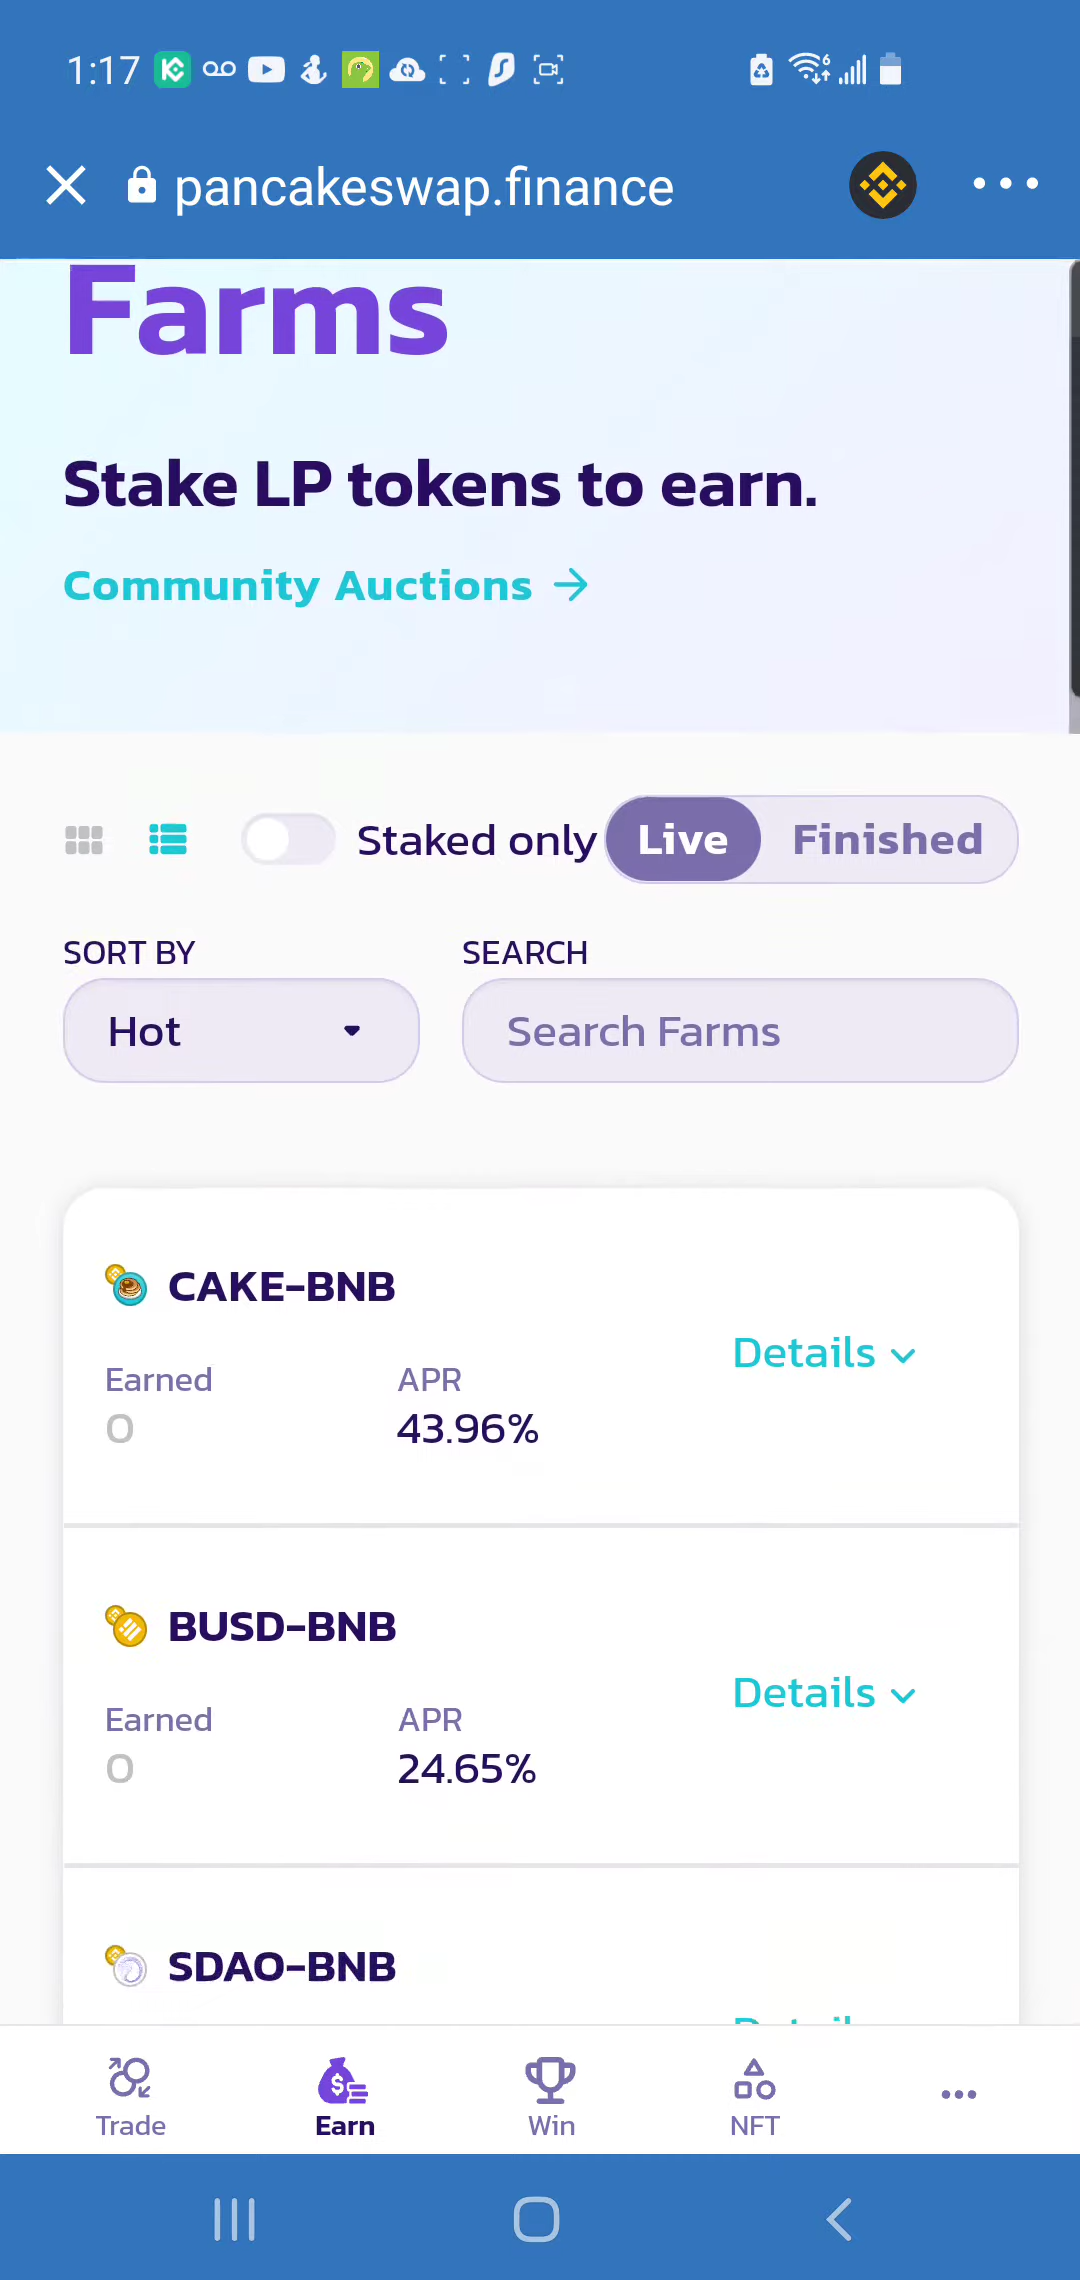 1:17
pancakeswap.finance
Farms
Stake LP tokens to earn.
Community Auctions
Staked only
Live
Finished
SORT BY
SEARCH
Hot
Search Farms
CAKE-BNB
Details
Earned
APR
0
43.96%
BUSD-BNB
Details
Earned
APR
0
24.65%
SDAO-BNB
Details
Trade
Earn
Win
NFT